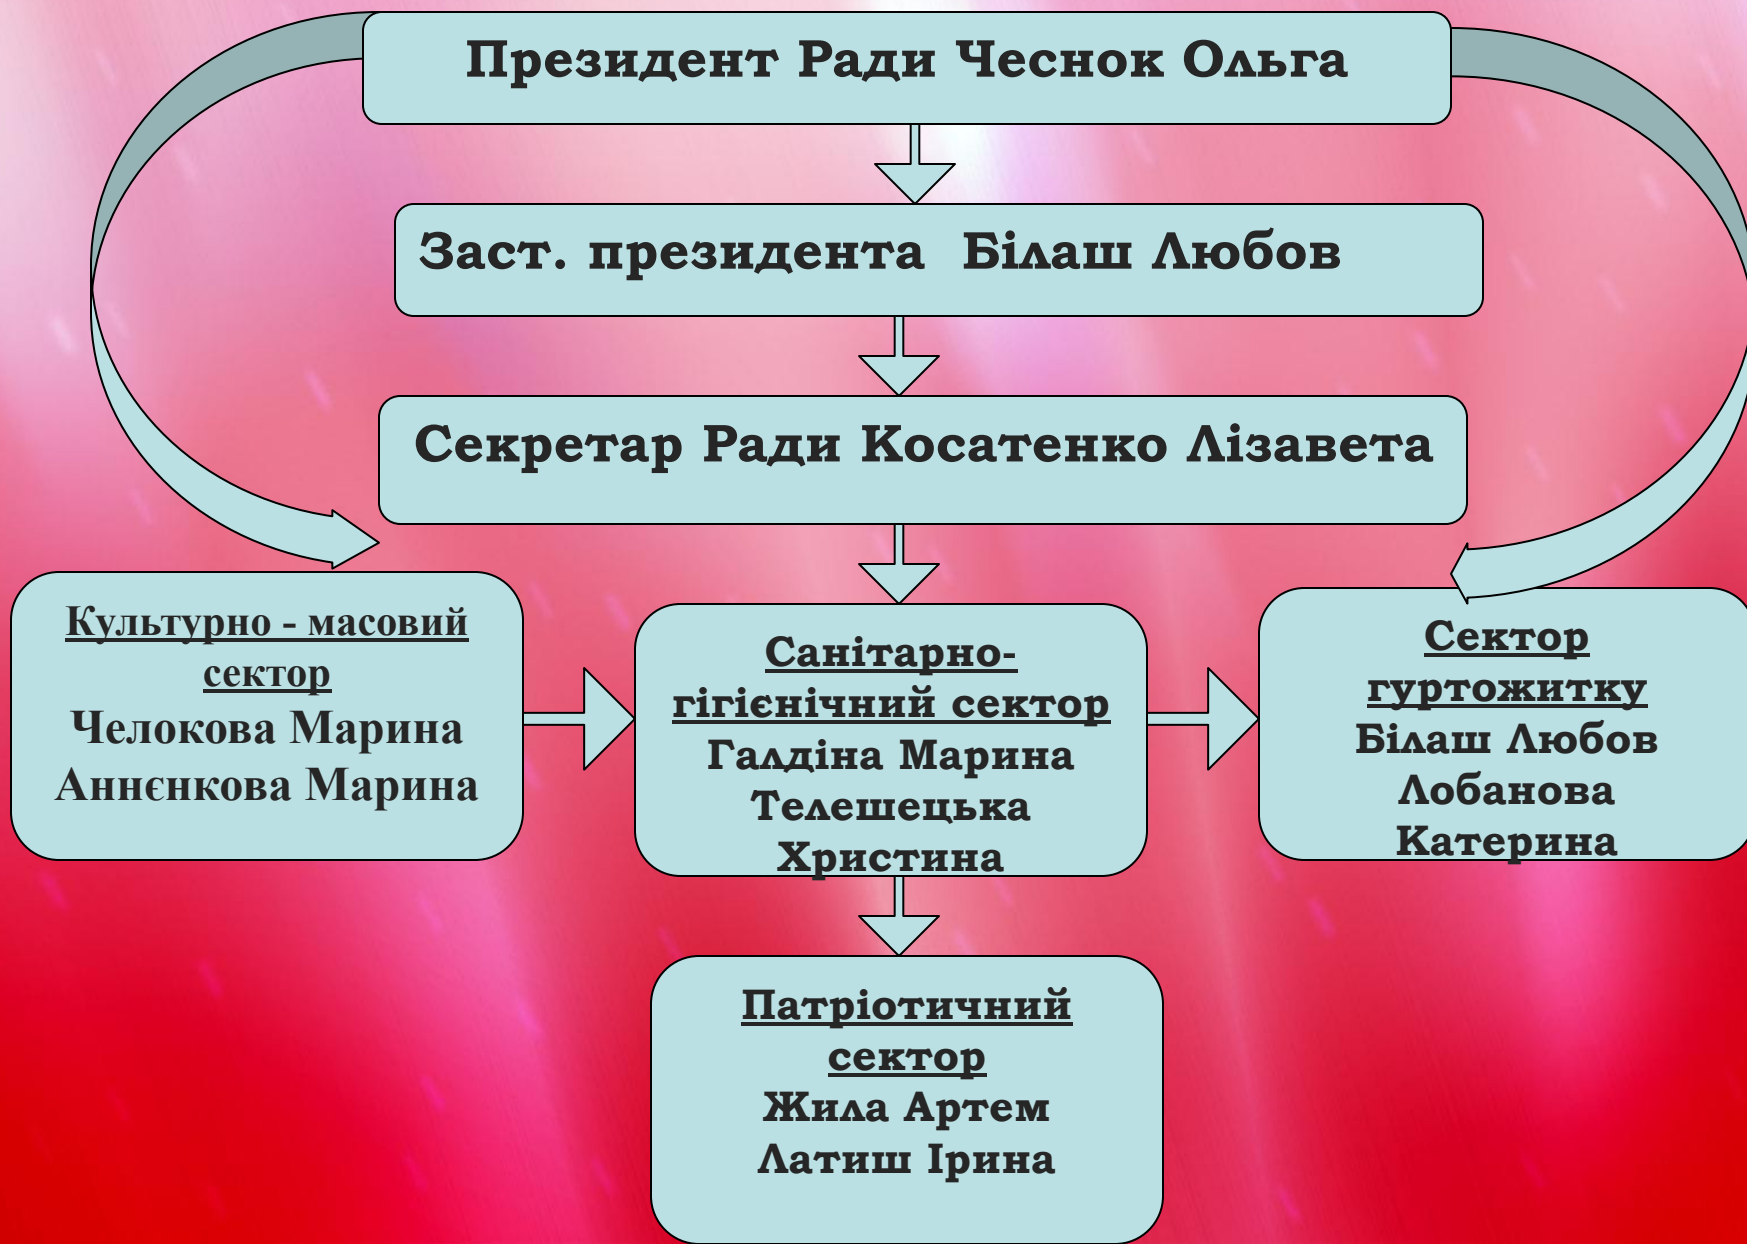 Президент Ради Чеснок Ольга
Заст. президента  Білаш Любов
Секретар Ради Косатенко Лізавета
Культурно - масовий
сектор
Челокова Марина
Аннєнкова Марина
Санітарно-
гігієнічний сектор
Галдіна Марина
Телешецька
Христина
Сектор
гуртожитку
Білаш Любов
Лобанова
Катерина
Патріотичний
сектор
Жила Артем
Латиш Ірина